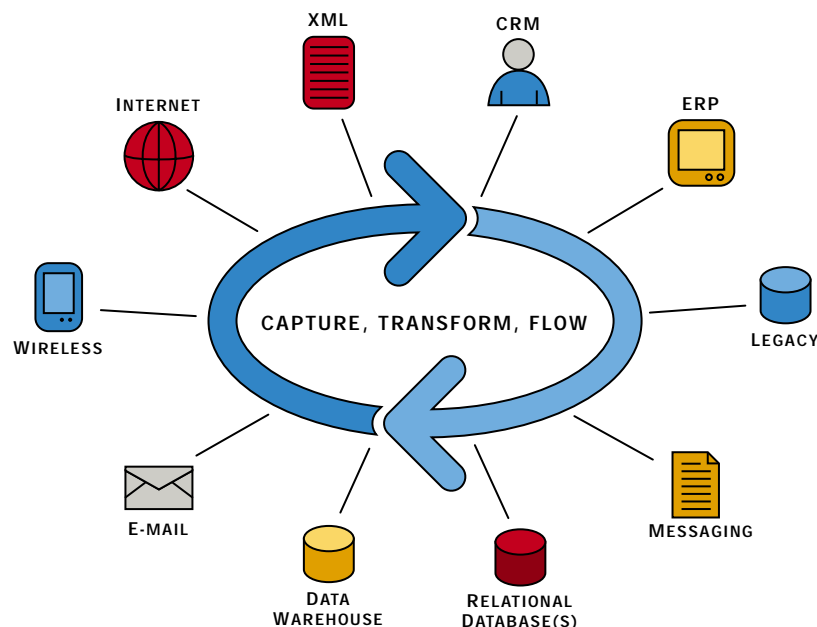 XML
CRM
INTERNET
ERP
CAPTURE, TRANSFORM, FLOW
WIRELESS
LEGACY
E-MAIL
MESSAGING
DATA
WAREHOUSE
RELATIONAL
DATABASE(S)